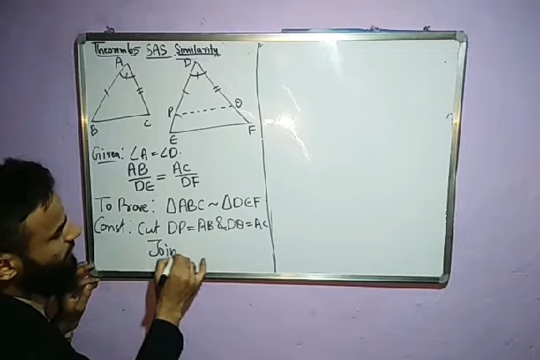 Theorem 6.5 SAS Similarity
A
D
B
C
P
Q
E
F
Given: ∠A = ∠D.
AB/DE = AC/DF
To Prove: ΔABC ~ ΔDEF
Const: Cut DP = AB & DQ = AC
Join